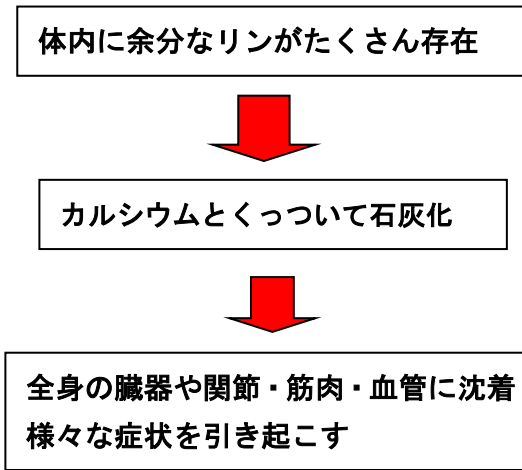 体内に余分なリンがたくさん存在
カルシウムとくっついて石灰化
全身の臓器や関節・筋肉・血管に沈着
様々な症状を引き起こす